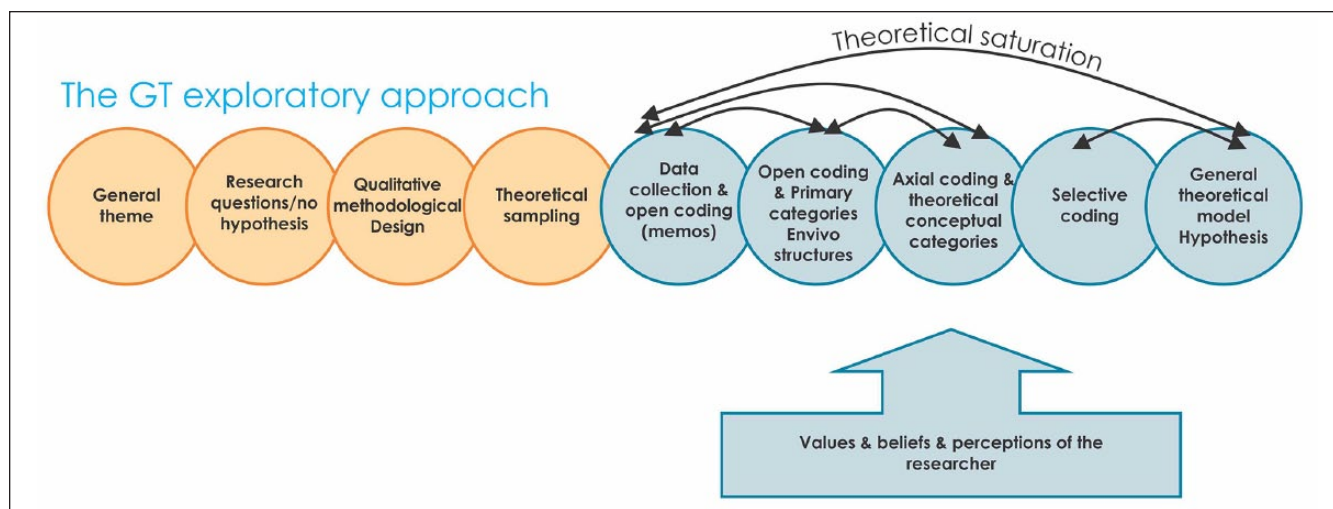 Theoretical saturation
The GT exploratory approach
General
theme
Research
questions/no
hypothesis
Qualitative
methodological
Design
Theoretical
sampling
Data
collection &
open coding
(memos)
Open coding
& Primary
categories
Envivo
structures
Axial coding &
theoretical
conceptual
categories
Selective
coding
General
theoretical
model
Hypothesis
Values & beliefs & perceptions of the
researcher